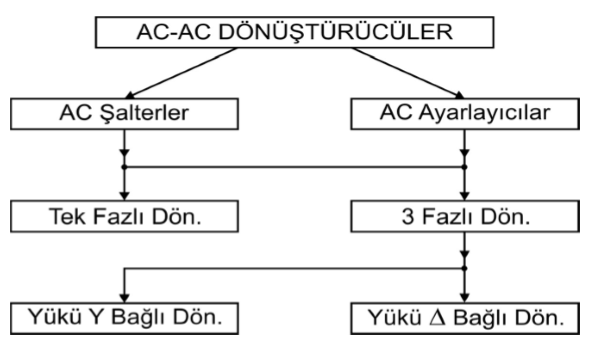 AC-AC DÖNÜŞTÜRÜCÜLER
AC Şalterler
AC Ayarlayıcılar
Tek Fazlı Dön.
3 Fazlı Dön.
Yükü Y Bağlı Dön.
Yükü Δ Bağlı Dön.